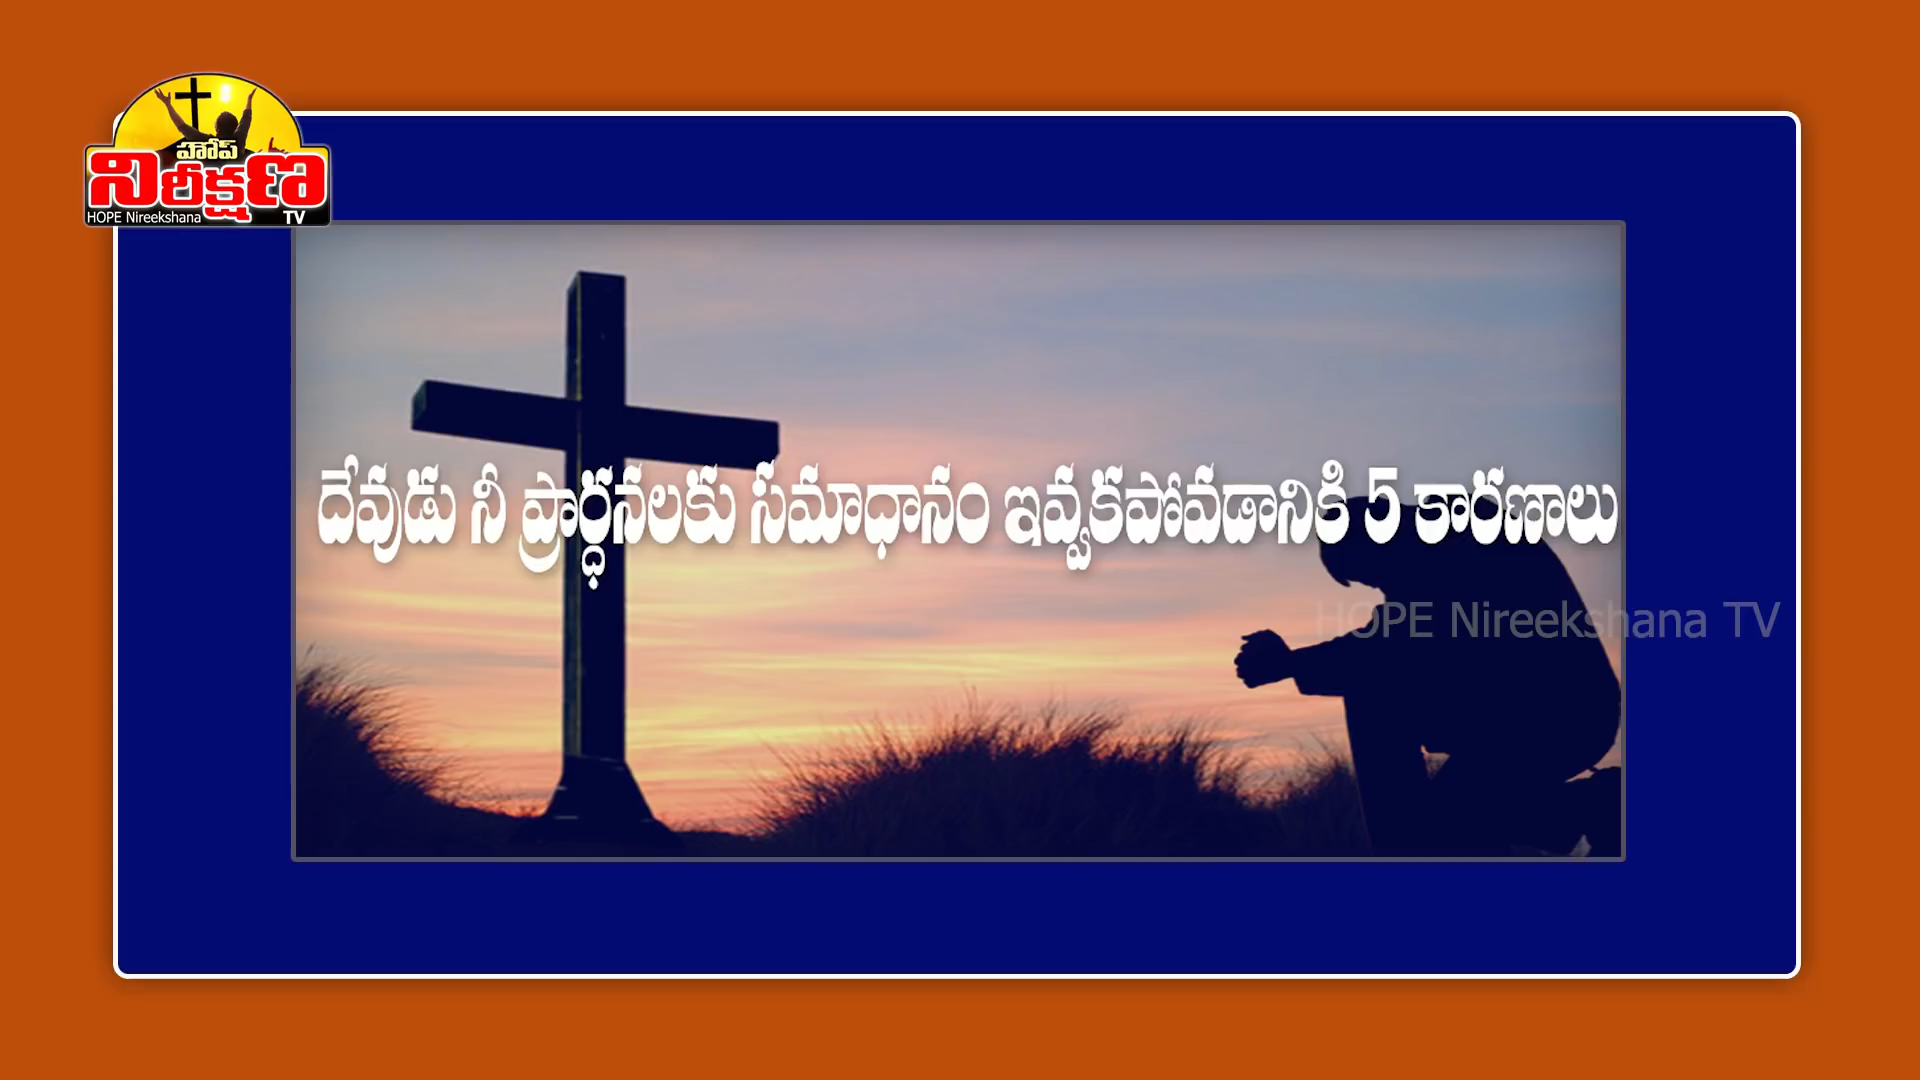 హోప్
నిరీక్షణ
HOPE Nireekshana TV
దేవుడు నీ ప్రార్ధనలకు సమాధానం ఇవ్వకపోవడానికి 5 కారణాలు
HOPE Nireekshana TV